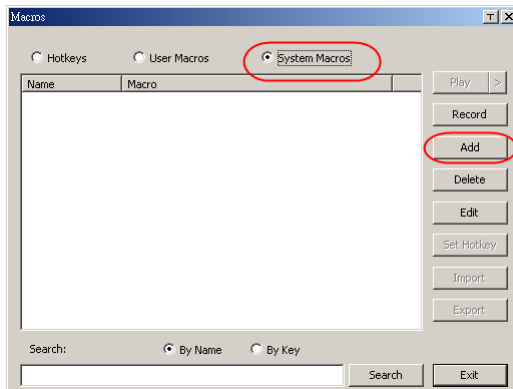 Macros
Hotkeys User Macros System Macros
Name Macro
Play >
Record
Add
Delete
Edit
Set Hotkey
Import
Export
Search: By Name By Key
Search Exit